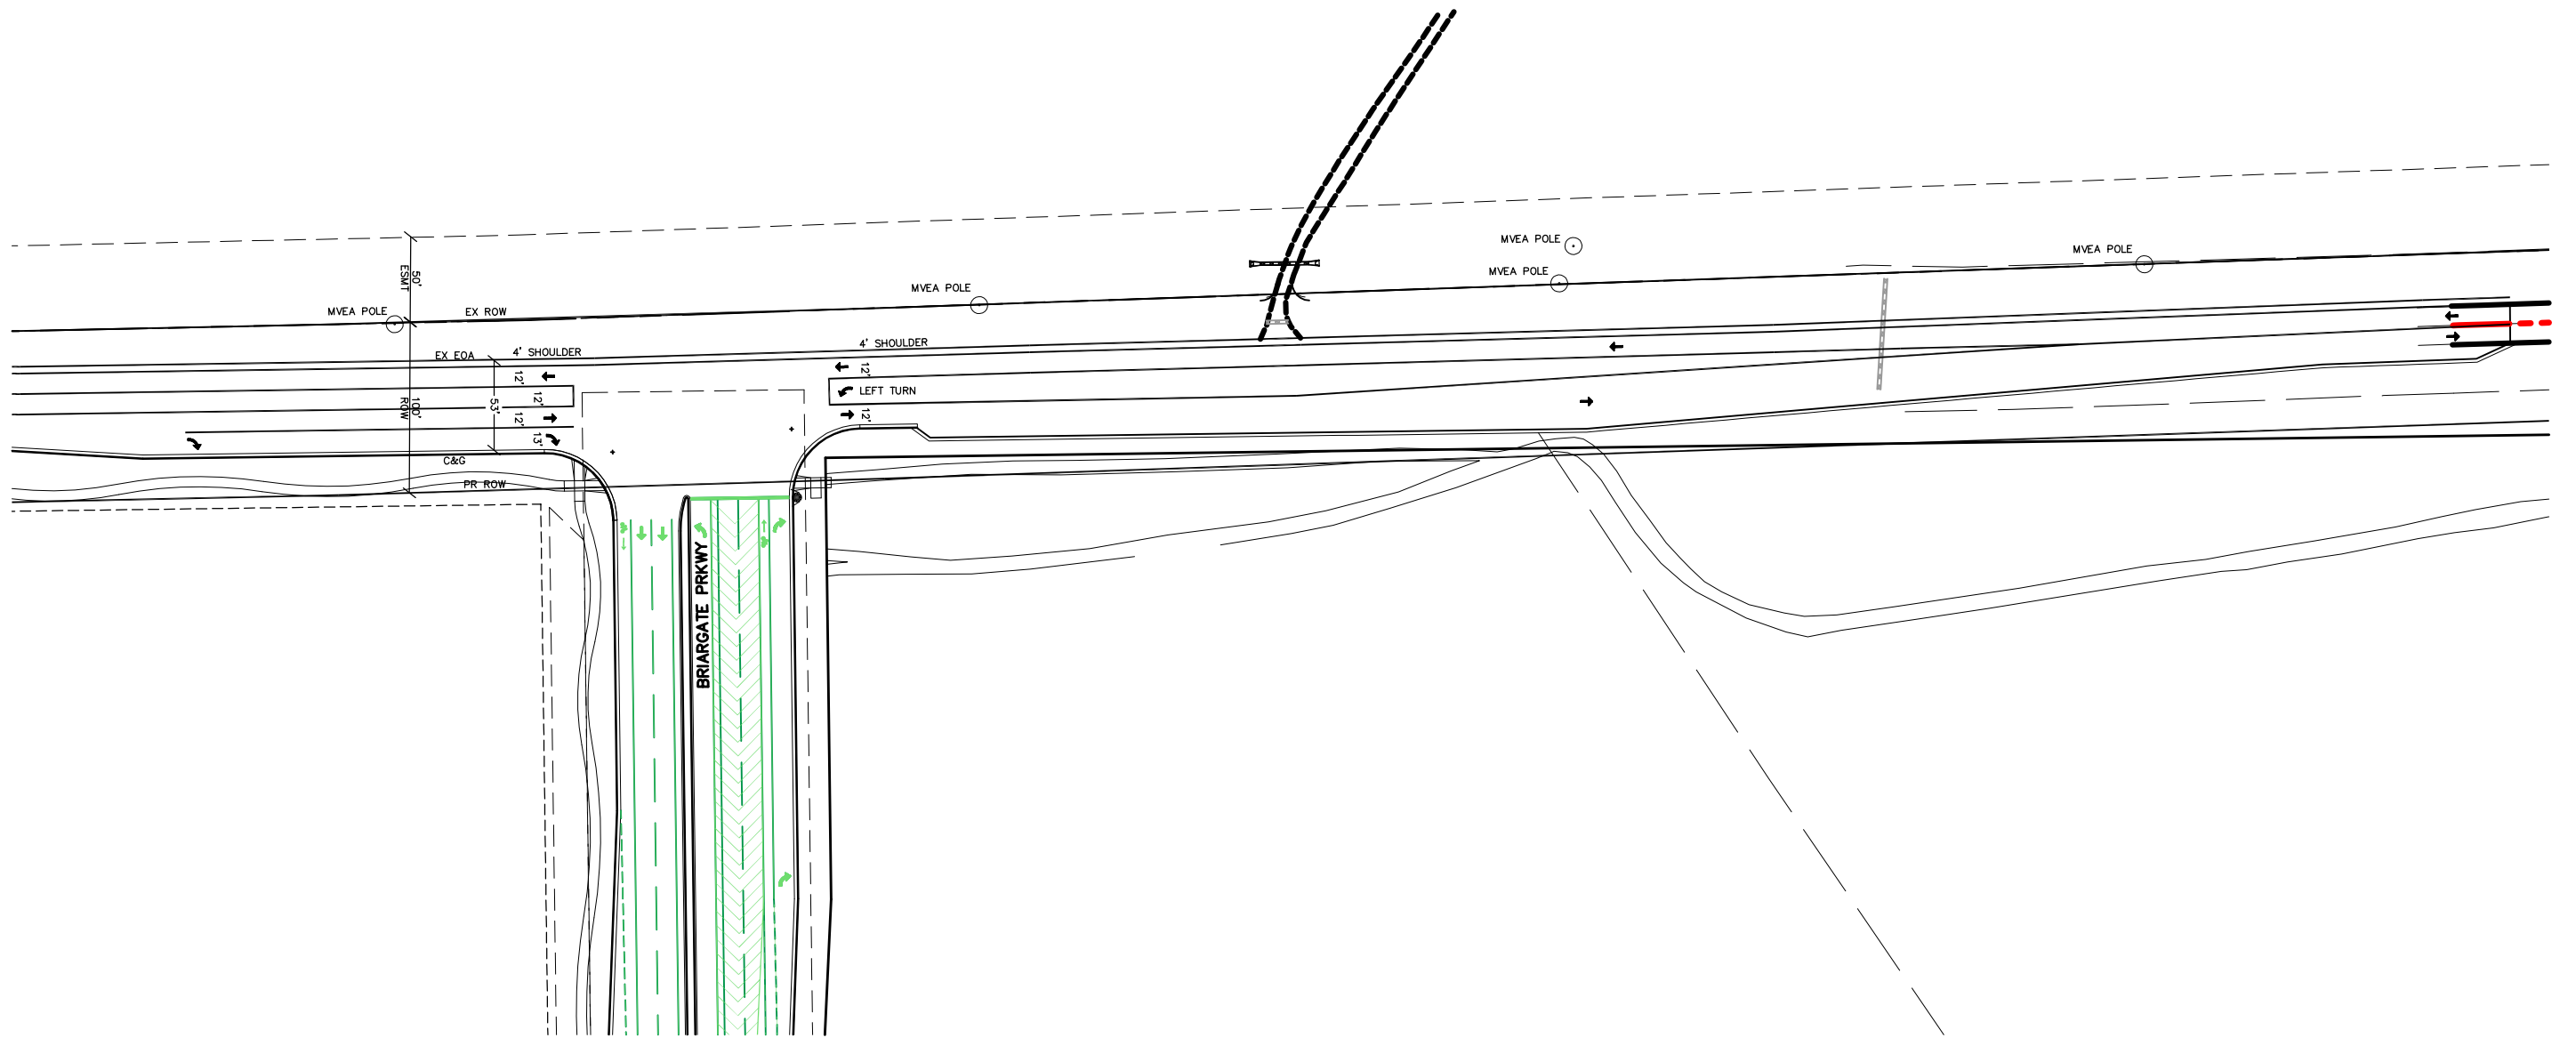 MVEA POLE
MVEA POLE
MVEA POLE
50'
ESMT
MVEA POLE
MVEA POLE
EX ROW
EX EOA
4' SHOULDER
4' SHOULDER
12'
12'
12'
LEFT TURN
100'
ROW
53'
12'
12'
13'
C&G
PR ROW
BRIARGATE PRKWY